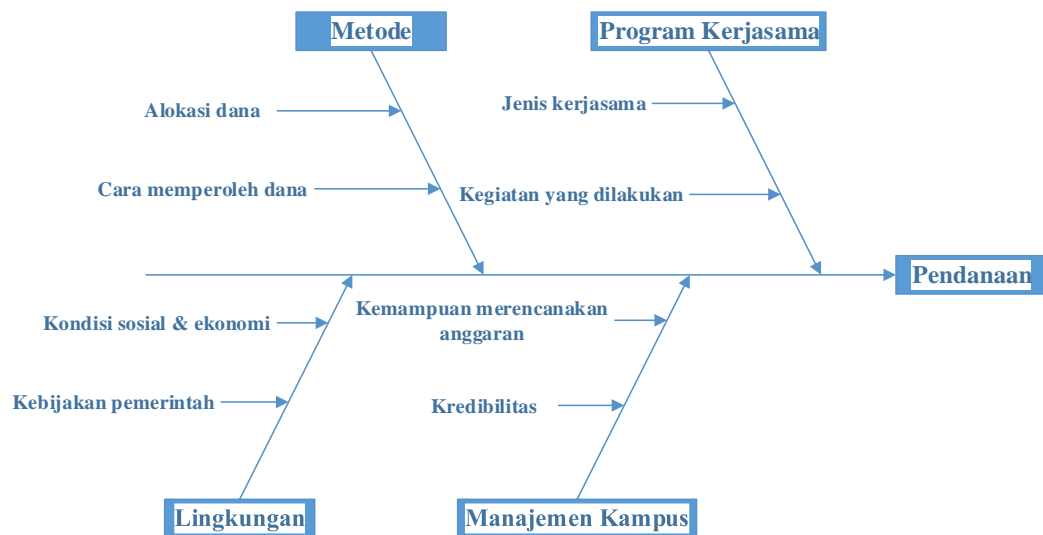 Metode
Program Kerjasama
Alokasi dana
Jenis kerjasama
Cara memperoleh dana
Kegiatan yang dilakukan
Pendanaan
Kondisi sosial & ekonomi
Kemampuan merencanakan
anggaran
Kebijakan pemerintah
Kredibilitas
Lingkungan
Manajemen Kampus